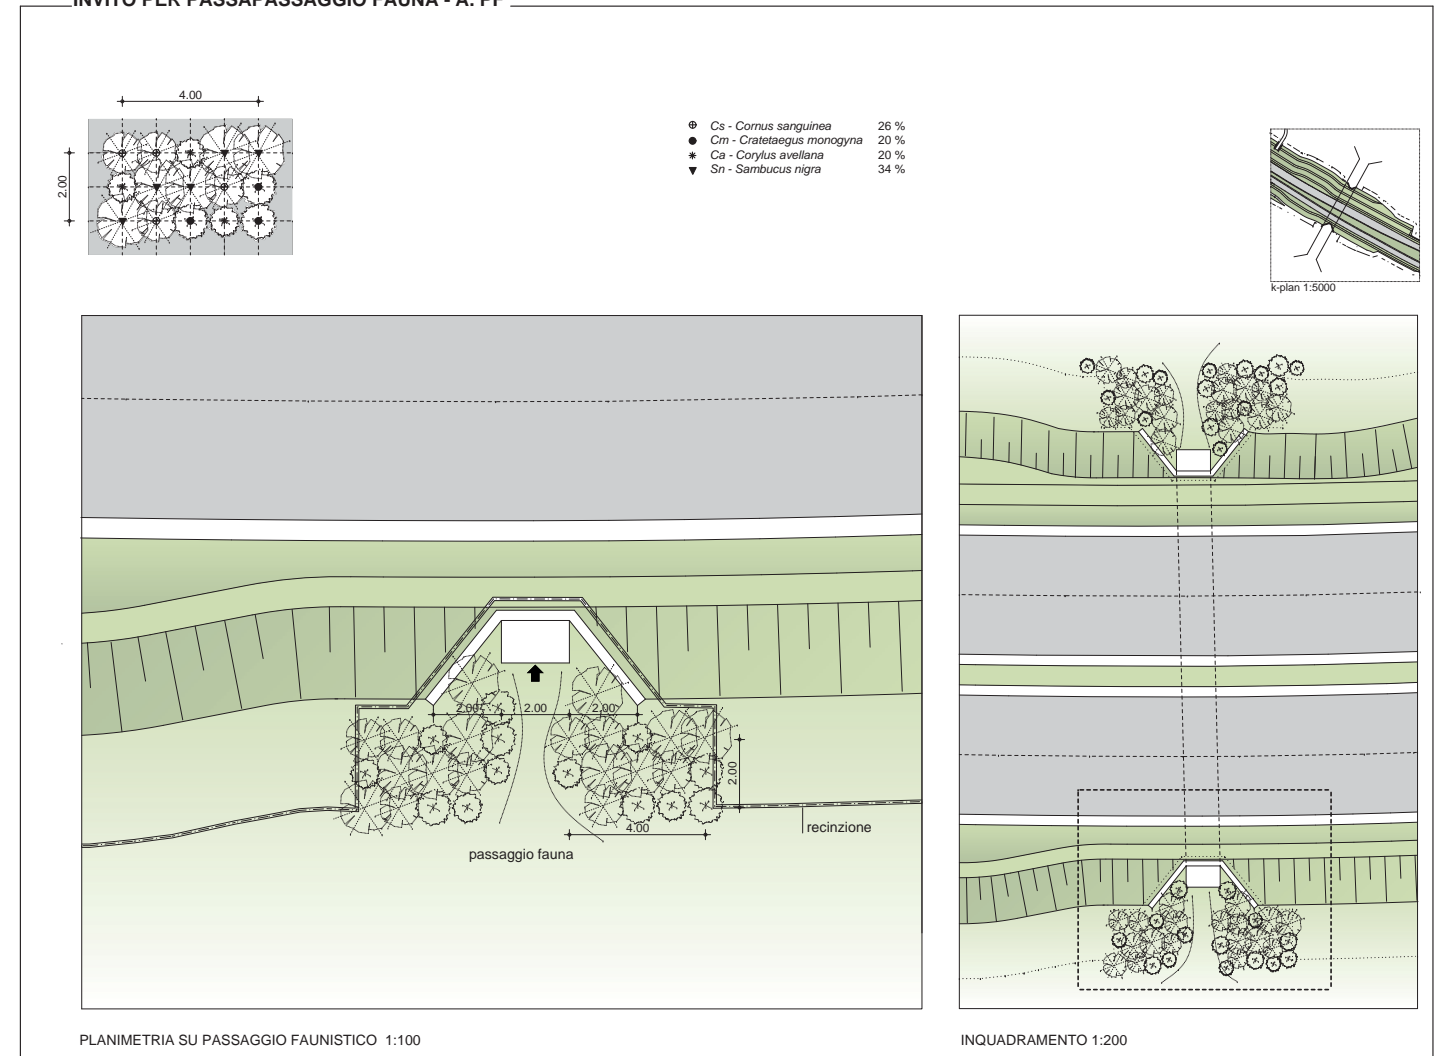 INVITO PER PASSAPASSAGGIO FAUNA - A. FF
4.00
2.00
Cs - Cornus sanguinea 26 %
Cm - Cratetaegus monogyna 20 %
Ca - Corylus avellana 20 %
Sn - Sambucus nigra 34 %
k-plan 1:5000
2.00 2.00 2.00
2.00
4.00
recinzione
passaggio fauna
PLANIMETRIA SU PASSAGGIO FAUNISTICO 1:100
INQUADRAMENTO 1:200